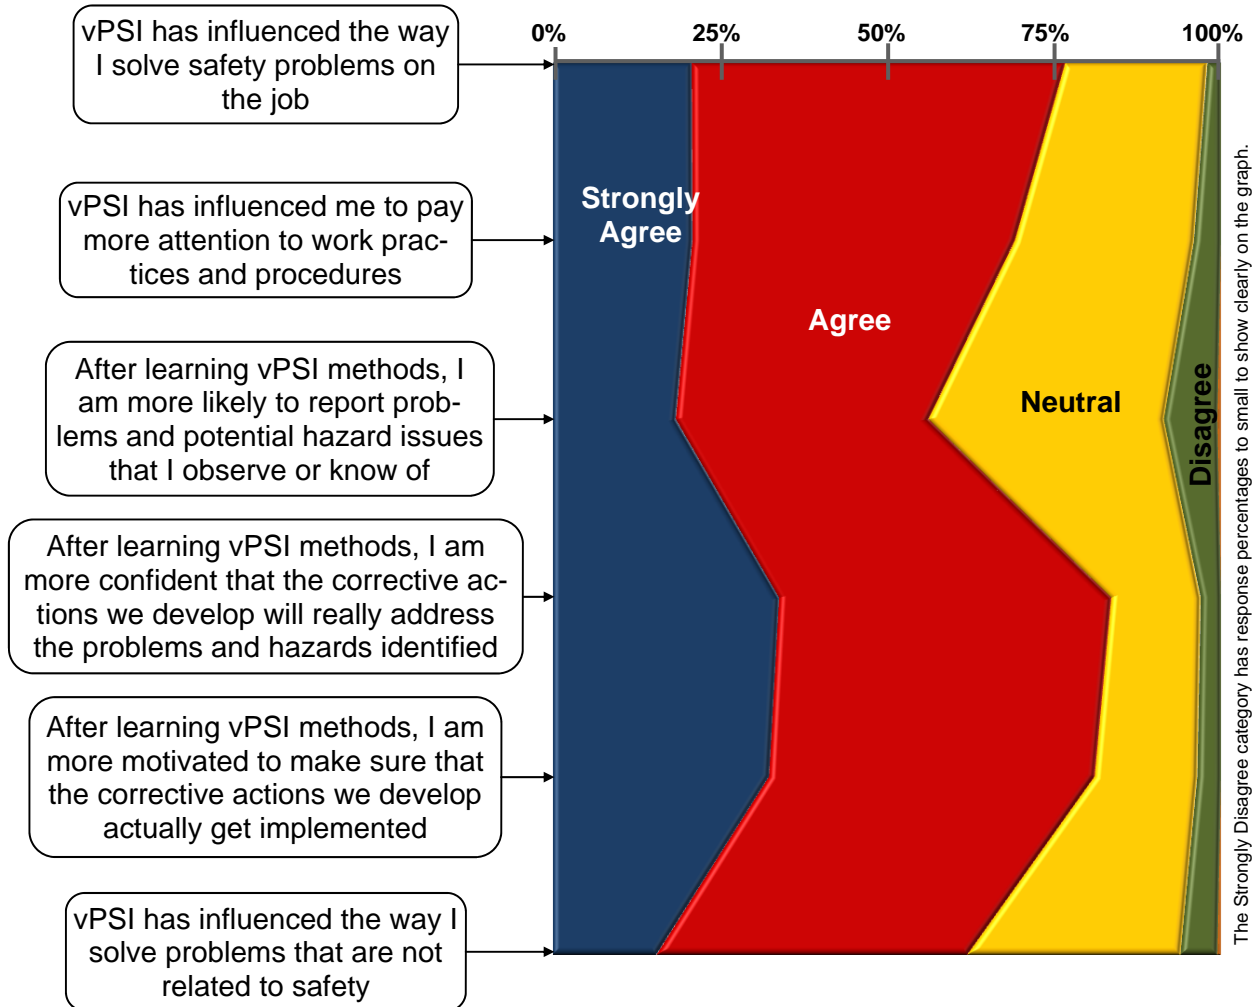 vPSI has influenced the way
I solve safety problems on
the job
0%
25%
50%
75%
100%
vPSI has influenced me to pay
more attention to work prac-
tices and procedures
Strongly
Agree
Agree
After learning vPSI methods, I
am more likely to report prob-
lems and potential hazard issues
that I observe or know of
Neutral
Disagree
After learning vPSI methods, I am
more confident that the corrective ac-
tions we develop will really address
the problems and hazards identified
After learning vPSI methods, I am
more motivated to make sure that
the corrective actions we develop
actually get implemented
vPSI has influenced the way I
solve problems that are not
related to safety
The Strongly Disagree category has response percentages to small to show clearly on the graph.